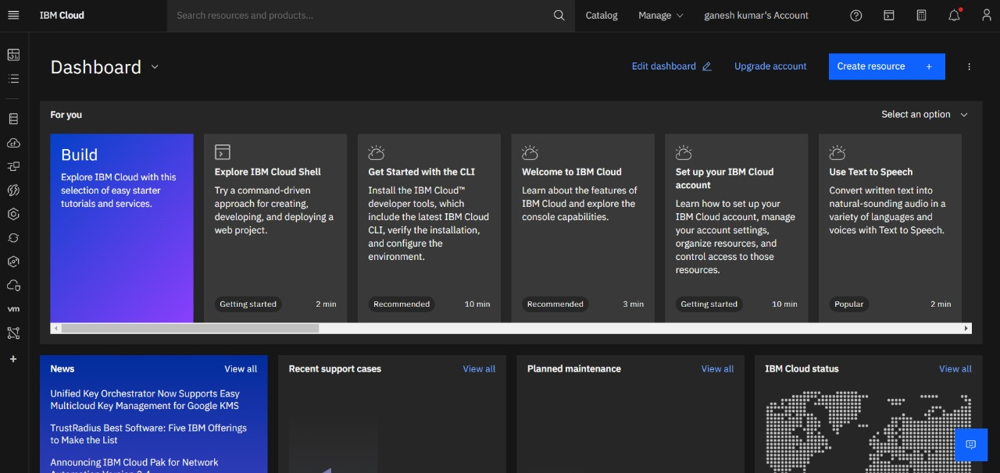 IBM Cloud
Search resources and products...
Catalog
Manage
ganesh kumar's Account
Dashboard
Edit dashboard
Upgrade account
Create resource +
For you
Select an option
Build
Explore IBM Cloud with this
selection of easy starter
tutorials and services.
Explore IBM Cloud Shell
Try a command-driven
approach for creating,
developing, and deploying a
web project.
Getting started
2 min
Get Started with the CLI
Install the IBM Cloud™
developer tools, which
include the latest IBM Cloud
CLI, verify the installation,
and configure the
environment.
Recommended
10 min
Welcome to IBM Cloud
Learn about the features of
IBM Cloud and explore the
console capabilities.
Recommended
3 min
Set up your IBM Cloud
account
Learn how to set up your
IBM Cloud account, manage
your account settings,
organize resources, and
control access to those
resources.
Getting started
10 min
Use Text to Speech
Convert written text into
natural-sounding audio in a
variety of languages and
voices with Text to Speech.
Popular
2 min
vm
News
View all
Unified Key Orchestrator Now Supports Easy
Multicloud Key Management for Google KMS
TrustRadius Best Software: Five IBM Offerings
to Make the List
Announcing IBM Cloud Pak for Network
Recent support cases
View all
Planned maintenance
View all
IBM Cloud status
View all